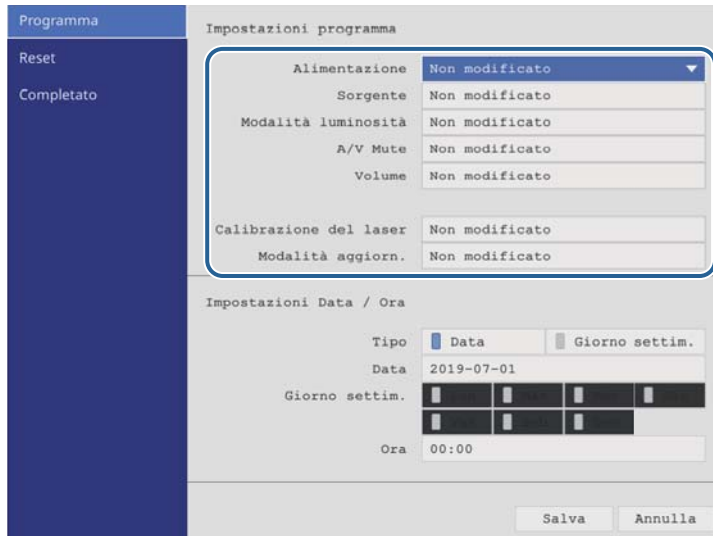 Programma
Reset
Completato
Impostazioni programma
Alimentazione Non modificato
Sorgente Non modificato
Modalità luminosità Non modificato
A/V Mute Non modificato
Volume Non modificato
Calibrazione del laser Non modificato
Modalità aggiorn. Non modificato
Impostazioni Data / Ora
Tipo Data Giorno settim.
Data 2019-07-01
Giorno settim.
Ora 00:00
Salva Annulla